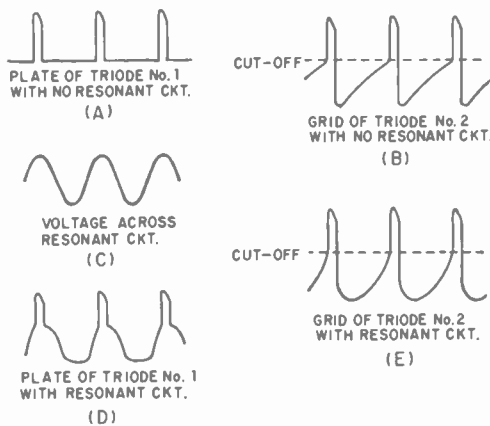 PLATE OF TRIODE No. 1
WITH NO RESONANT CKT.
(A)
CUT-OFF
GRID OF TRIODE No. 2
WITH NO RESONANT CKT.
(B)
VOLTAGE ACROSS
RESONANT CKT.
(C)
PLATE OF TRIODE No. 1
WITH RESONANT CKT.
(D)
CUT-OFF
GRID OF TRIODE No. 2
WITH RESONANT CKT.
(E)